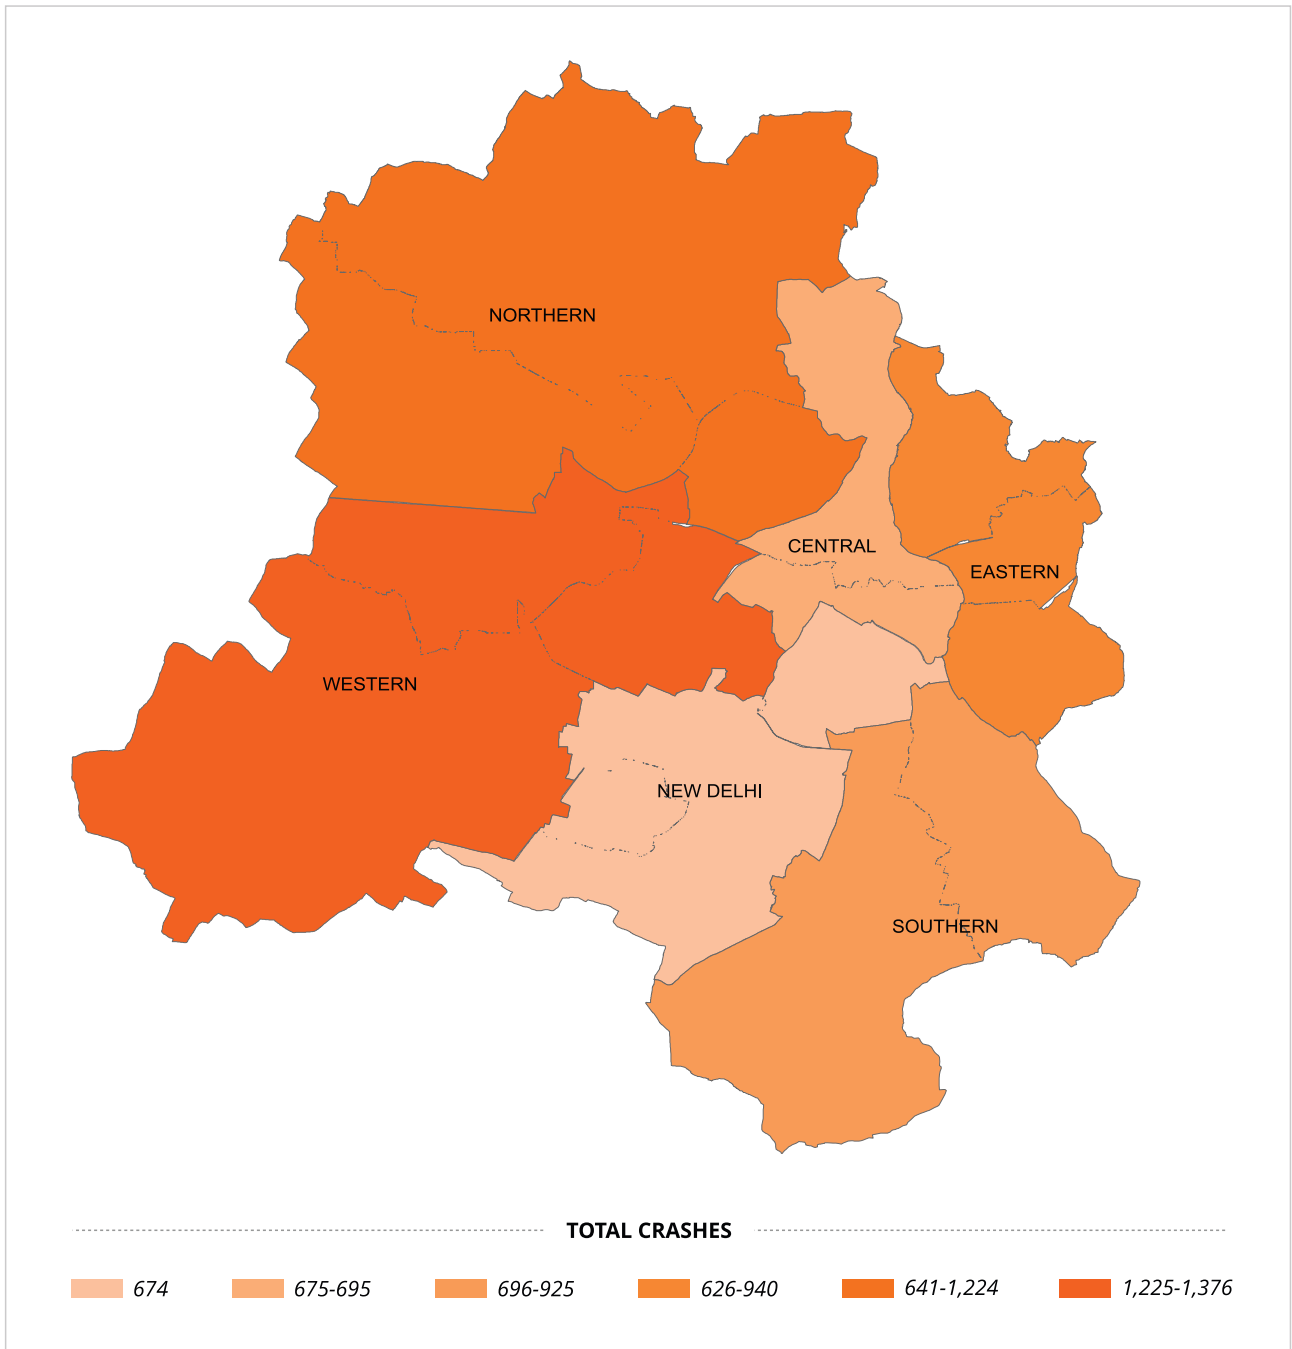 NORTHERN
CENTRAL
EASTERN
WESTERN
NEW DELHI
SOUTHERN
TOTAL CRASHES
674 675-695 696-925 626-940 641-1,224 1,225-1,376